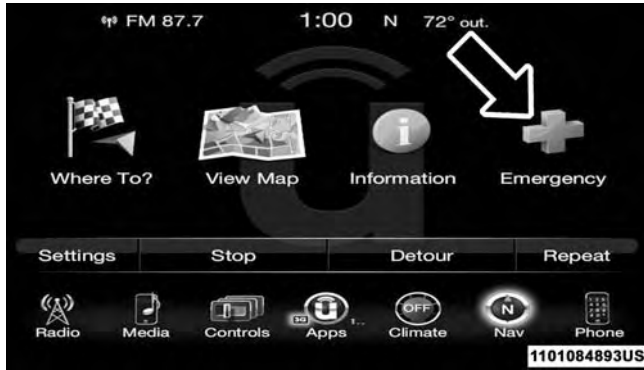 FM 87.7 1:00 N 72° out.
Where To? View Map Information Emergency
Settings Stop Detour Repeat
OFF N
3G
Radio Media Controls Apps Climate Nav Phone
1101084893US